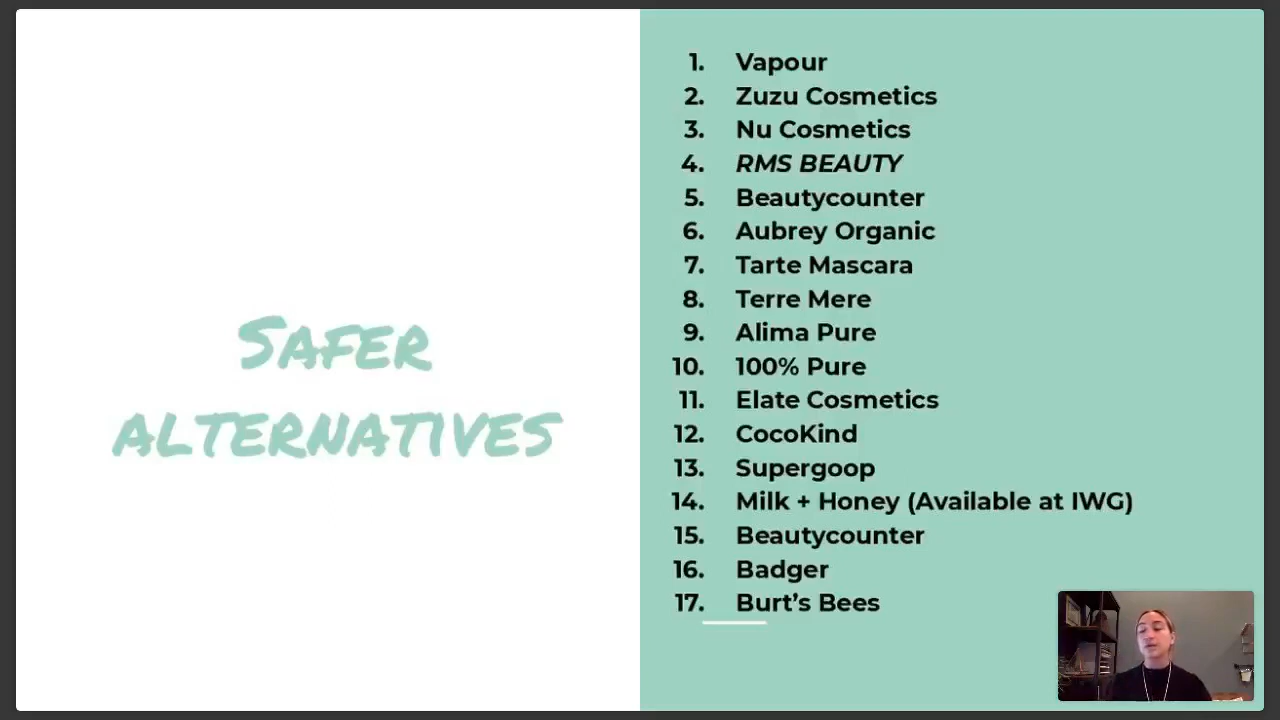 SAFER
ALTERNATIVES
1. Vapour
2. Zuzu Cosmetics
3. Nu Cosmetics
4. RMS BEAUTY
5. Beautycounter
6. Aubrey Organic
7. Tarte Mascara
8. Terre Mere
9. Alima Pure
10. 100% Pure
11. Elate Cosmetics
12. CocoKind
13. Supergoop
14. Milk + Honey (Available at IWG)
15. Beautycounter
16. Badger
17. Burt’s Bees